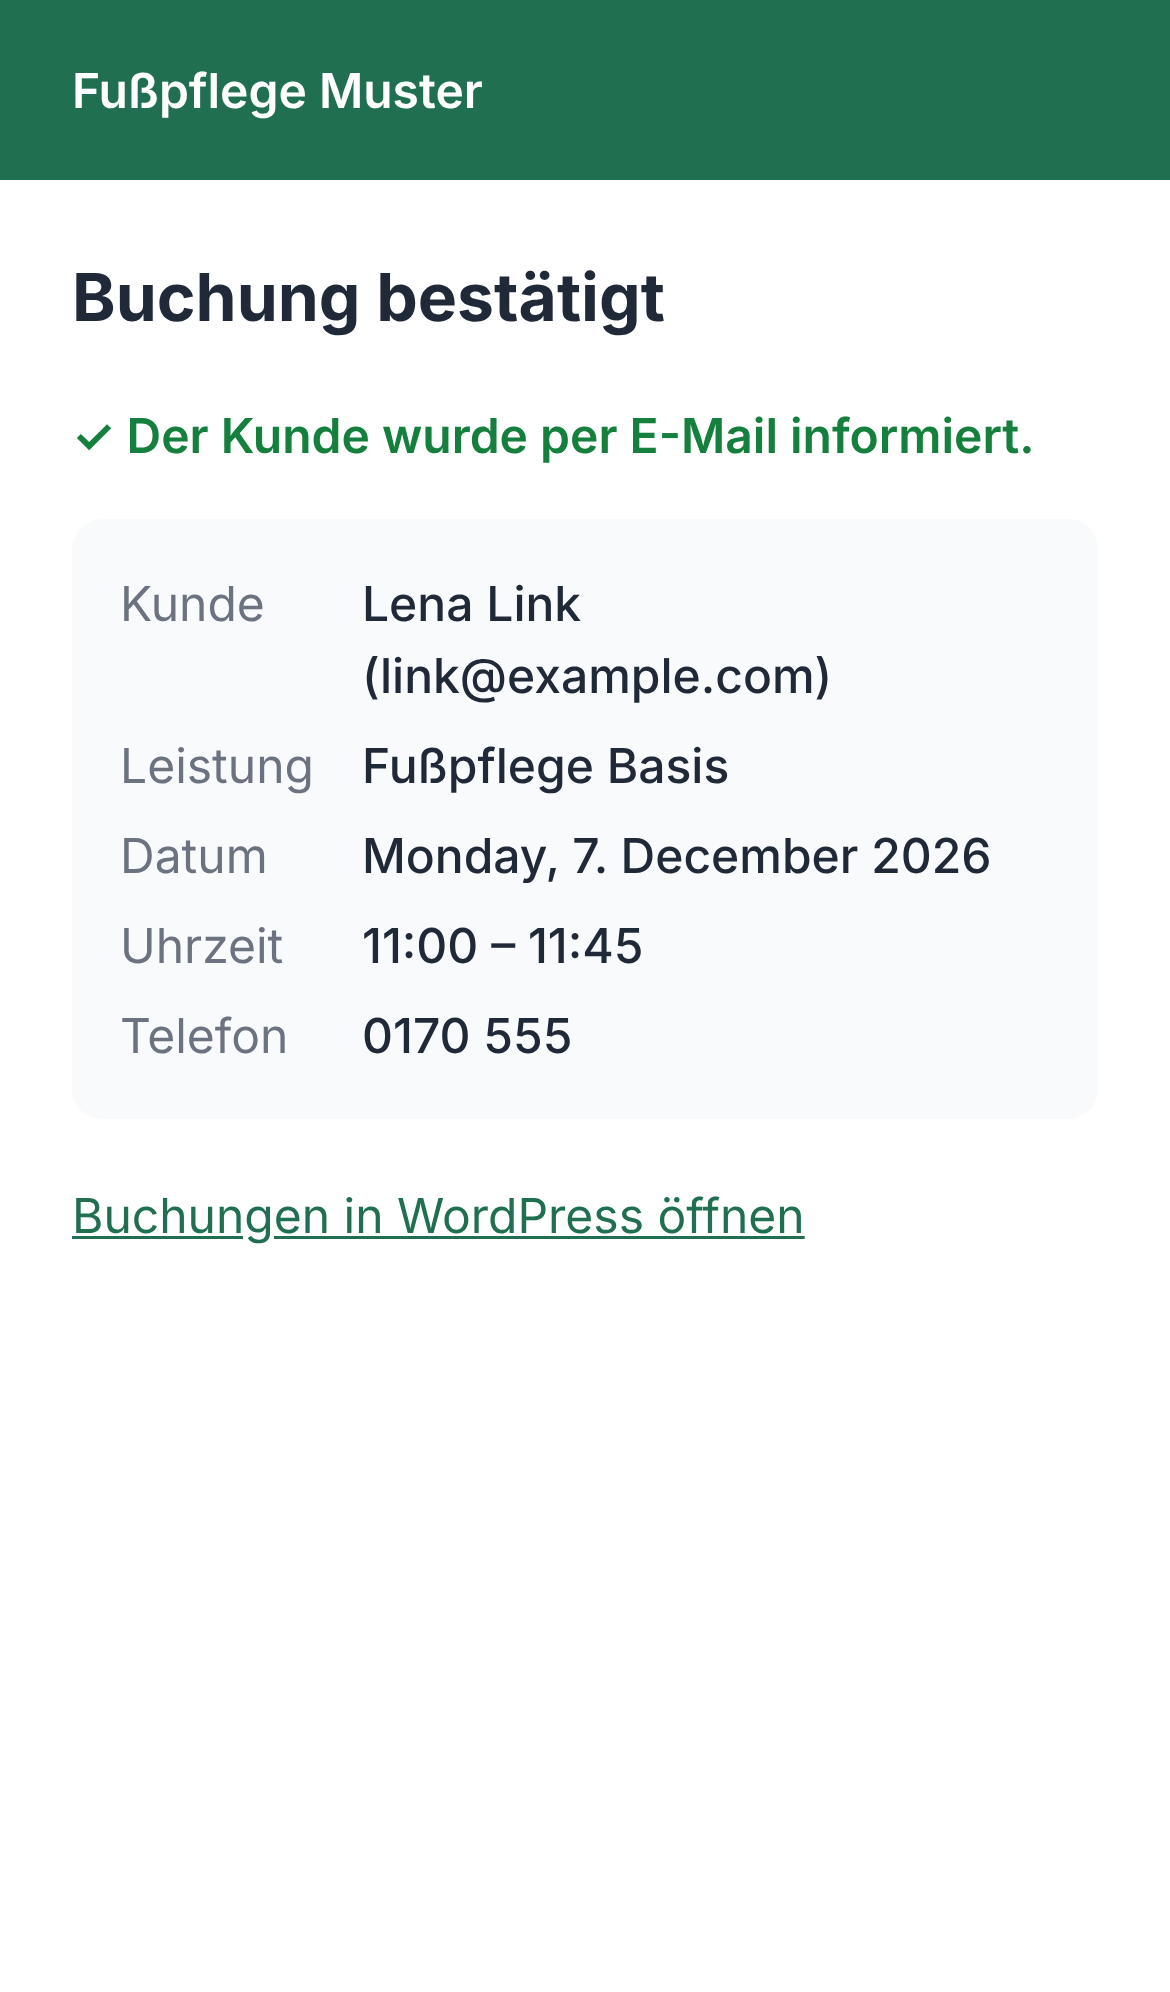 Fußpflege Muster
Buchung bestätigt
✓ Der Kunde wurde per E-Mail informiert.
Kunde Lena Link
(link@example.com)
Leistung Fußpflege Basis
Datum Monday, 7. December 2026
Uhrzeit 11:00 – 11:45
Telefon 0170 555
Buchungen in WordPress öffnen